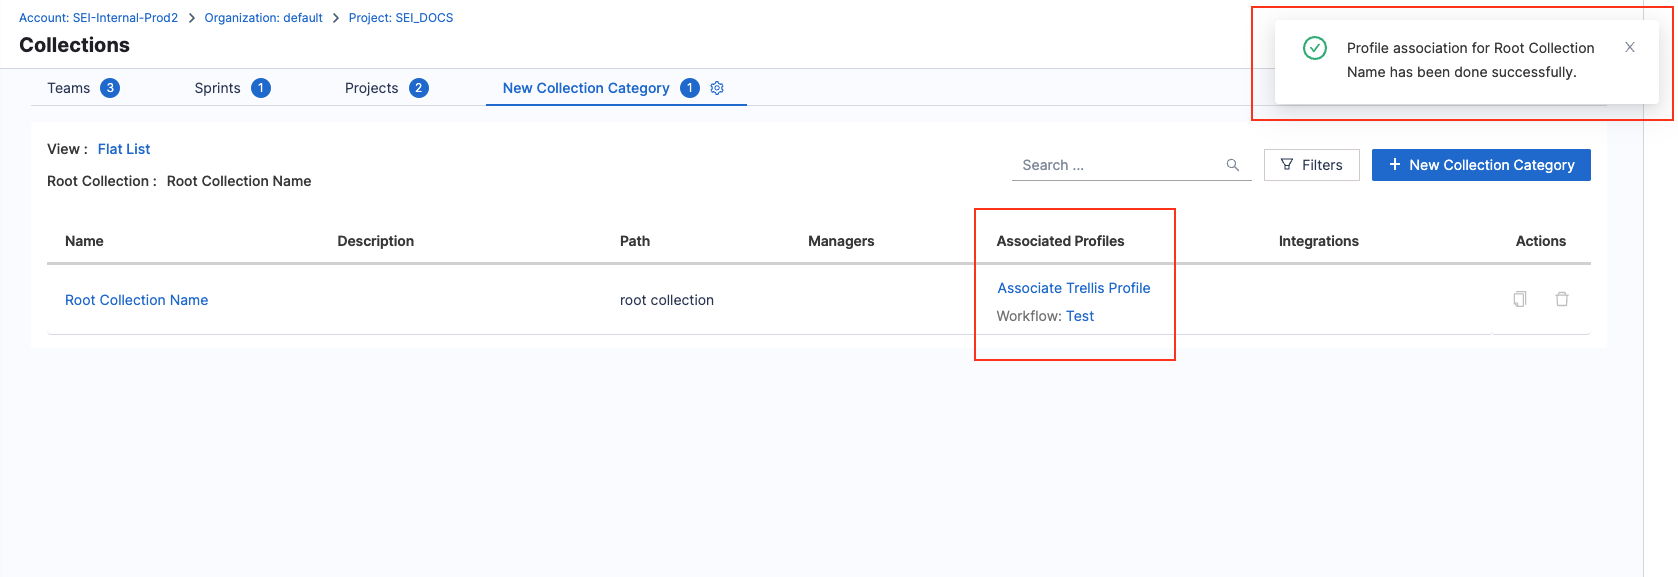 Account: SEI-Internal-Prod2 > Organization: default > Project: SEI_DOCS
Collections
Profile association for Root Collection
Name has been done successfully.
Teams 3 Sprints 1 Projects 2 New Collection Category 1
View : Flat List
Root Collection : Root Collection Name
Search ... Filters + New Collection Category
Name Description Path Managers Associated Profiles Integrations Actions
Root Collection Name root collection
Associate Trellis Profile
Workflow: Test